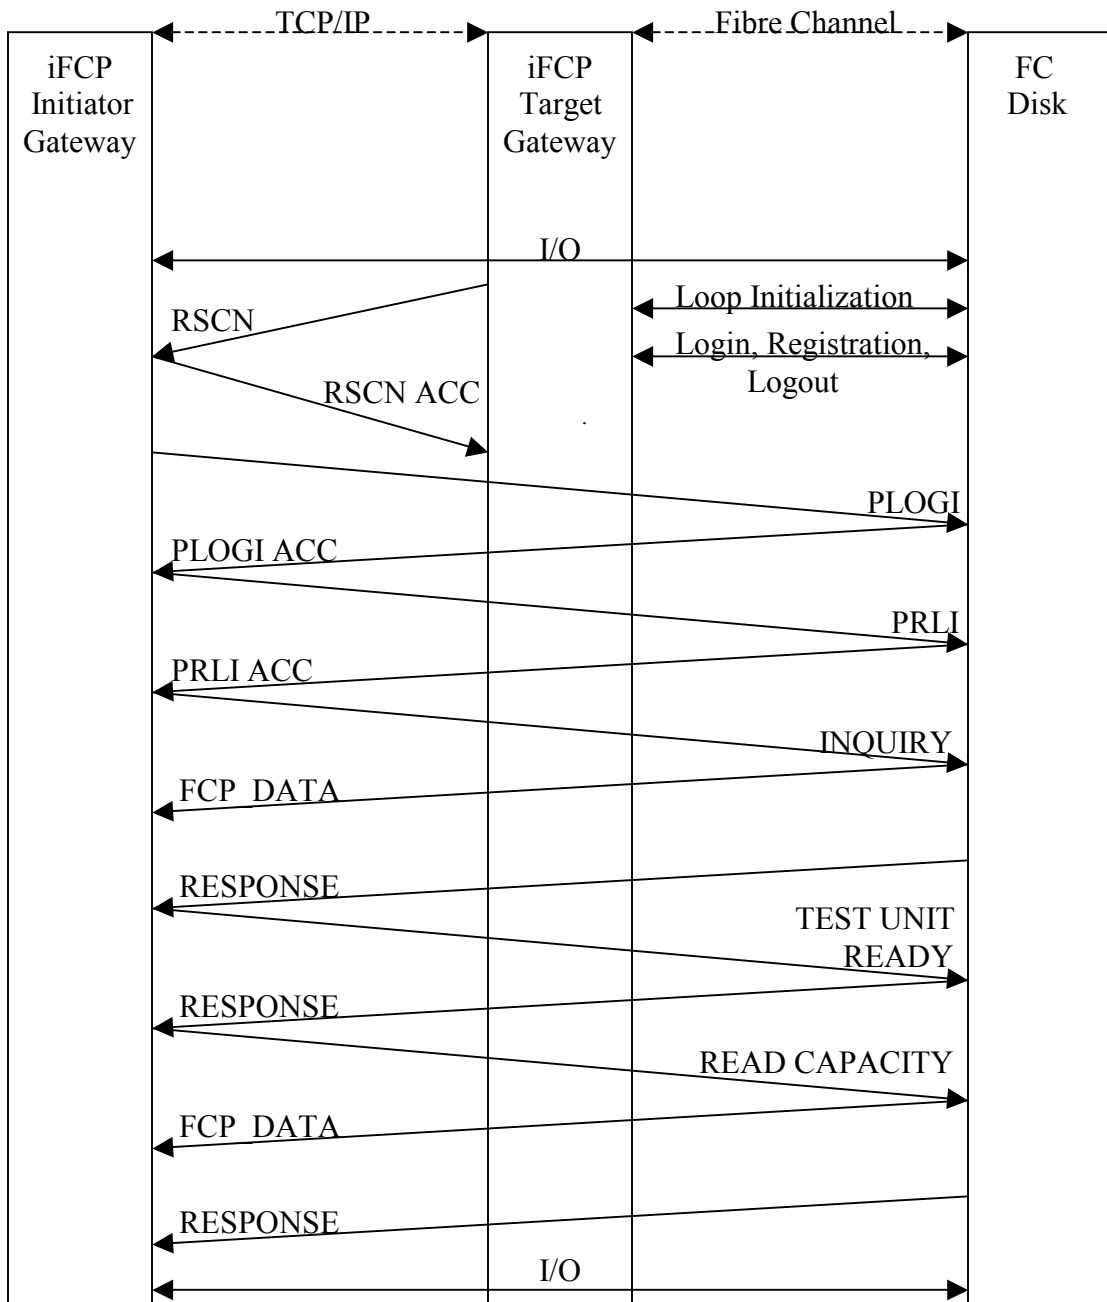 TCP/IP
Fibre Channel
iFCP
Initiator
Gateway
iFCP
Target
Gateway
FC
Disk
I/O
Loop Initialization
RSCN
Login, Registration,
Logout
RSCN ACC
PLOGI
PLOGI ACC
PRLI
PRLI ACC
INQUIRY
FCP_DATA
RESPONSE
TEST UNIT
READY
RESPONSE
READ CAPACITY
FCP_DATA
RESPONSE
I/O